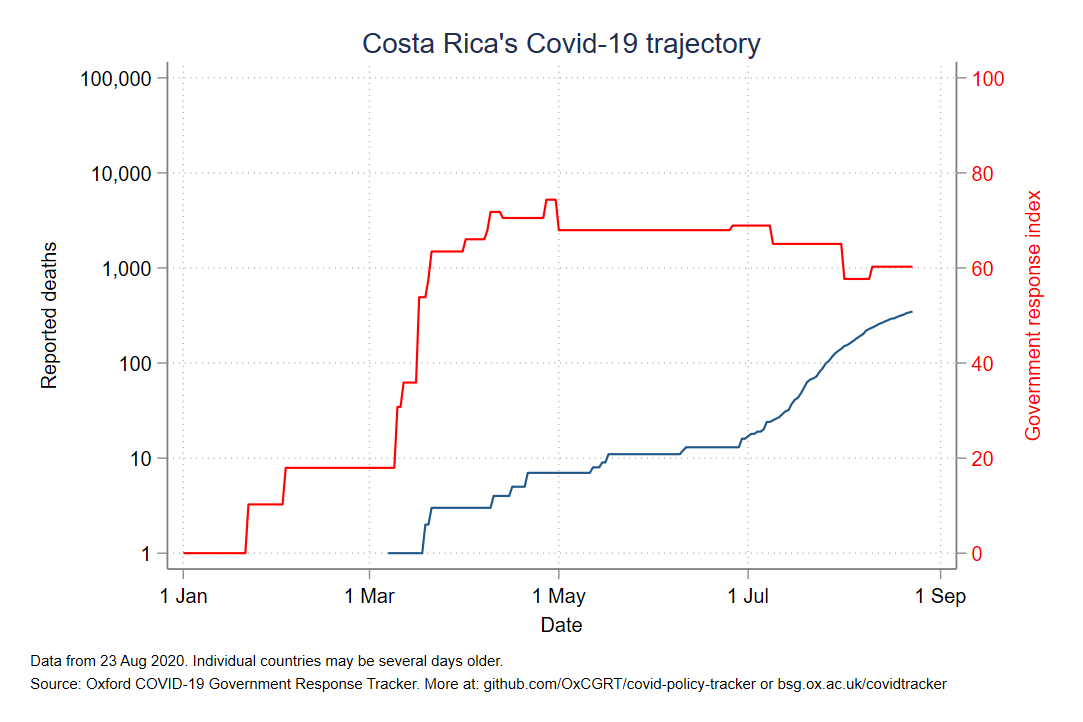 Costa Rica's Covid-19 trajectory
100,000
10,000
1,000
100
10
1
Reported deaths
100
80
60
40
20
0
Government response index
1 Jan
1 Mar
1 May
1 Jul
1 Sep
Date
Data from 23 Aug 2020. Individual countries may be several days older.
Source: Oxford COVID-19 Government Response Tracker. More at: github.com/OxCGRT/covid-policy-tracker or bsg.ox.ac.uk/covidtracker